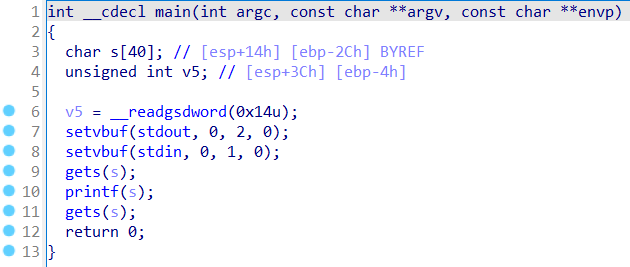 1 int __cdecl main(int argc, const char **argv, const char **envp)
2 {
3 char s[40]; // [esp+14h] [ebp-2Ch] BYREF
4 unsigned int v5; // [esp+3Ch] [ebp-4h]
5
6 v5 = __readgsdword(0x14u);
7 setvbuf(stdout, 0, 2, 0);
8 setvbuf(stdin, 0, 1, 0);
9 gets(s);
10 printf(s);
11 gets(s);
12 return 0;
13 }